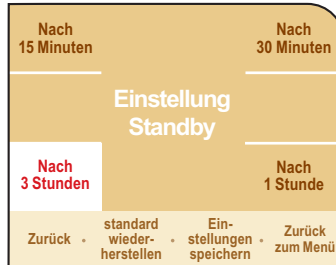 Nach
15 Minuten
Nach
30 Minuten
Einstellung
Standby
Nach
3 Stunden
Nach
1 Stunde
Zurück
standard
wieder-
herstellen
Ein-
stellungen
speichern
Zurück
zum Menü